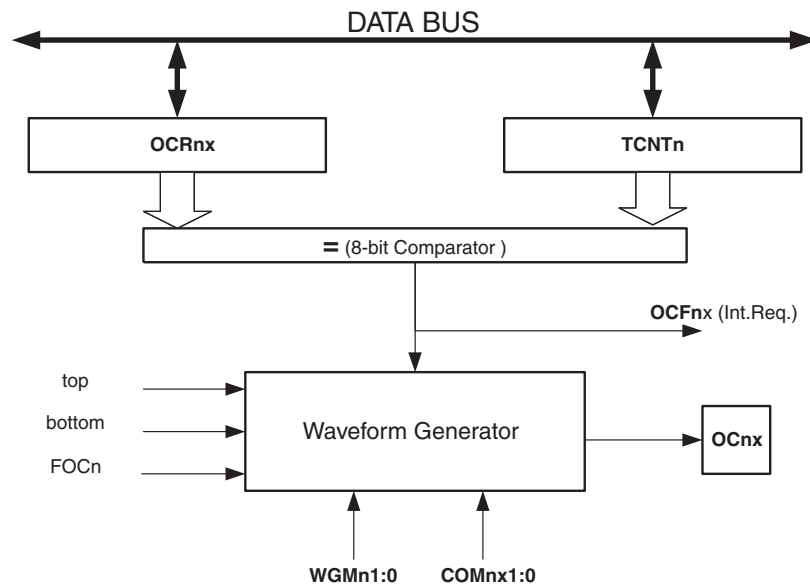 DATA BUS
OCRnx
TCNTn
= (8-bit Comparator )
OCFnx (Int.Req.)
top
bottom
FOCn
Waveform Generator
OCnx
WGMn1:0
COMnx1:0